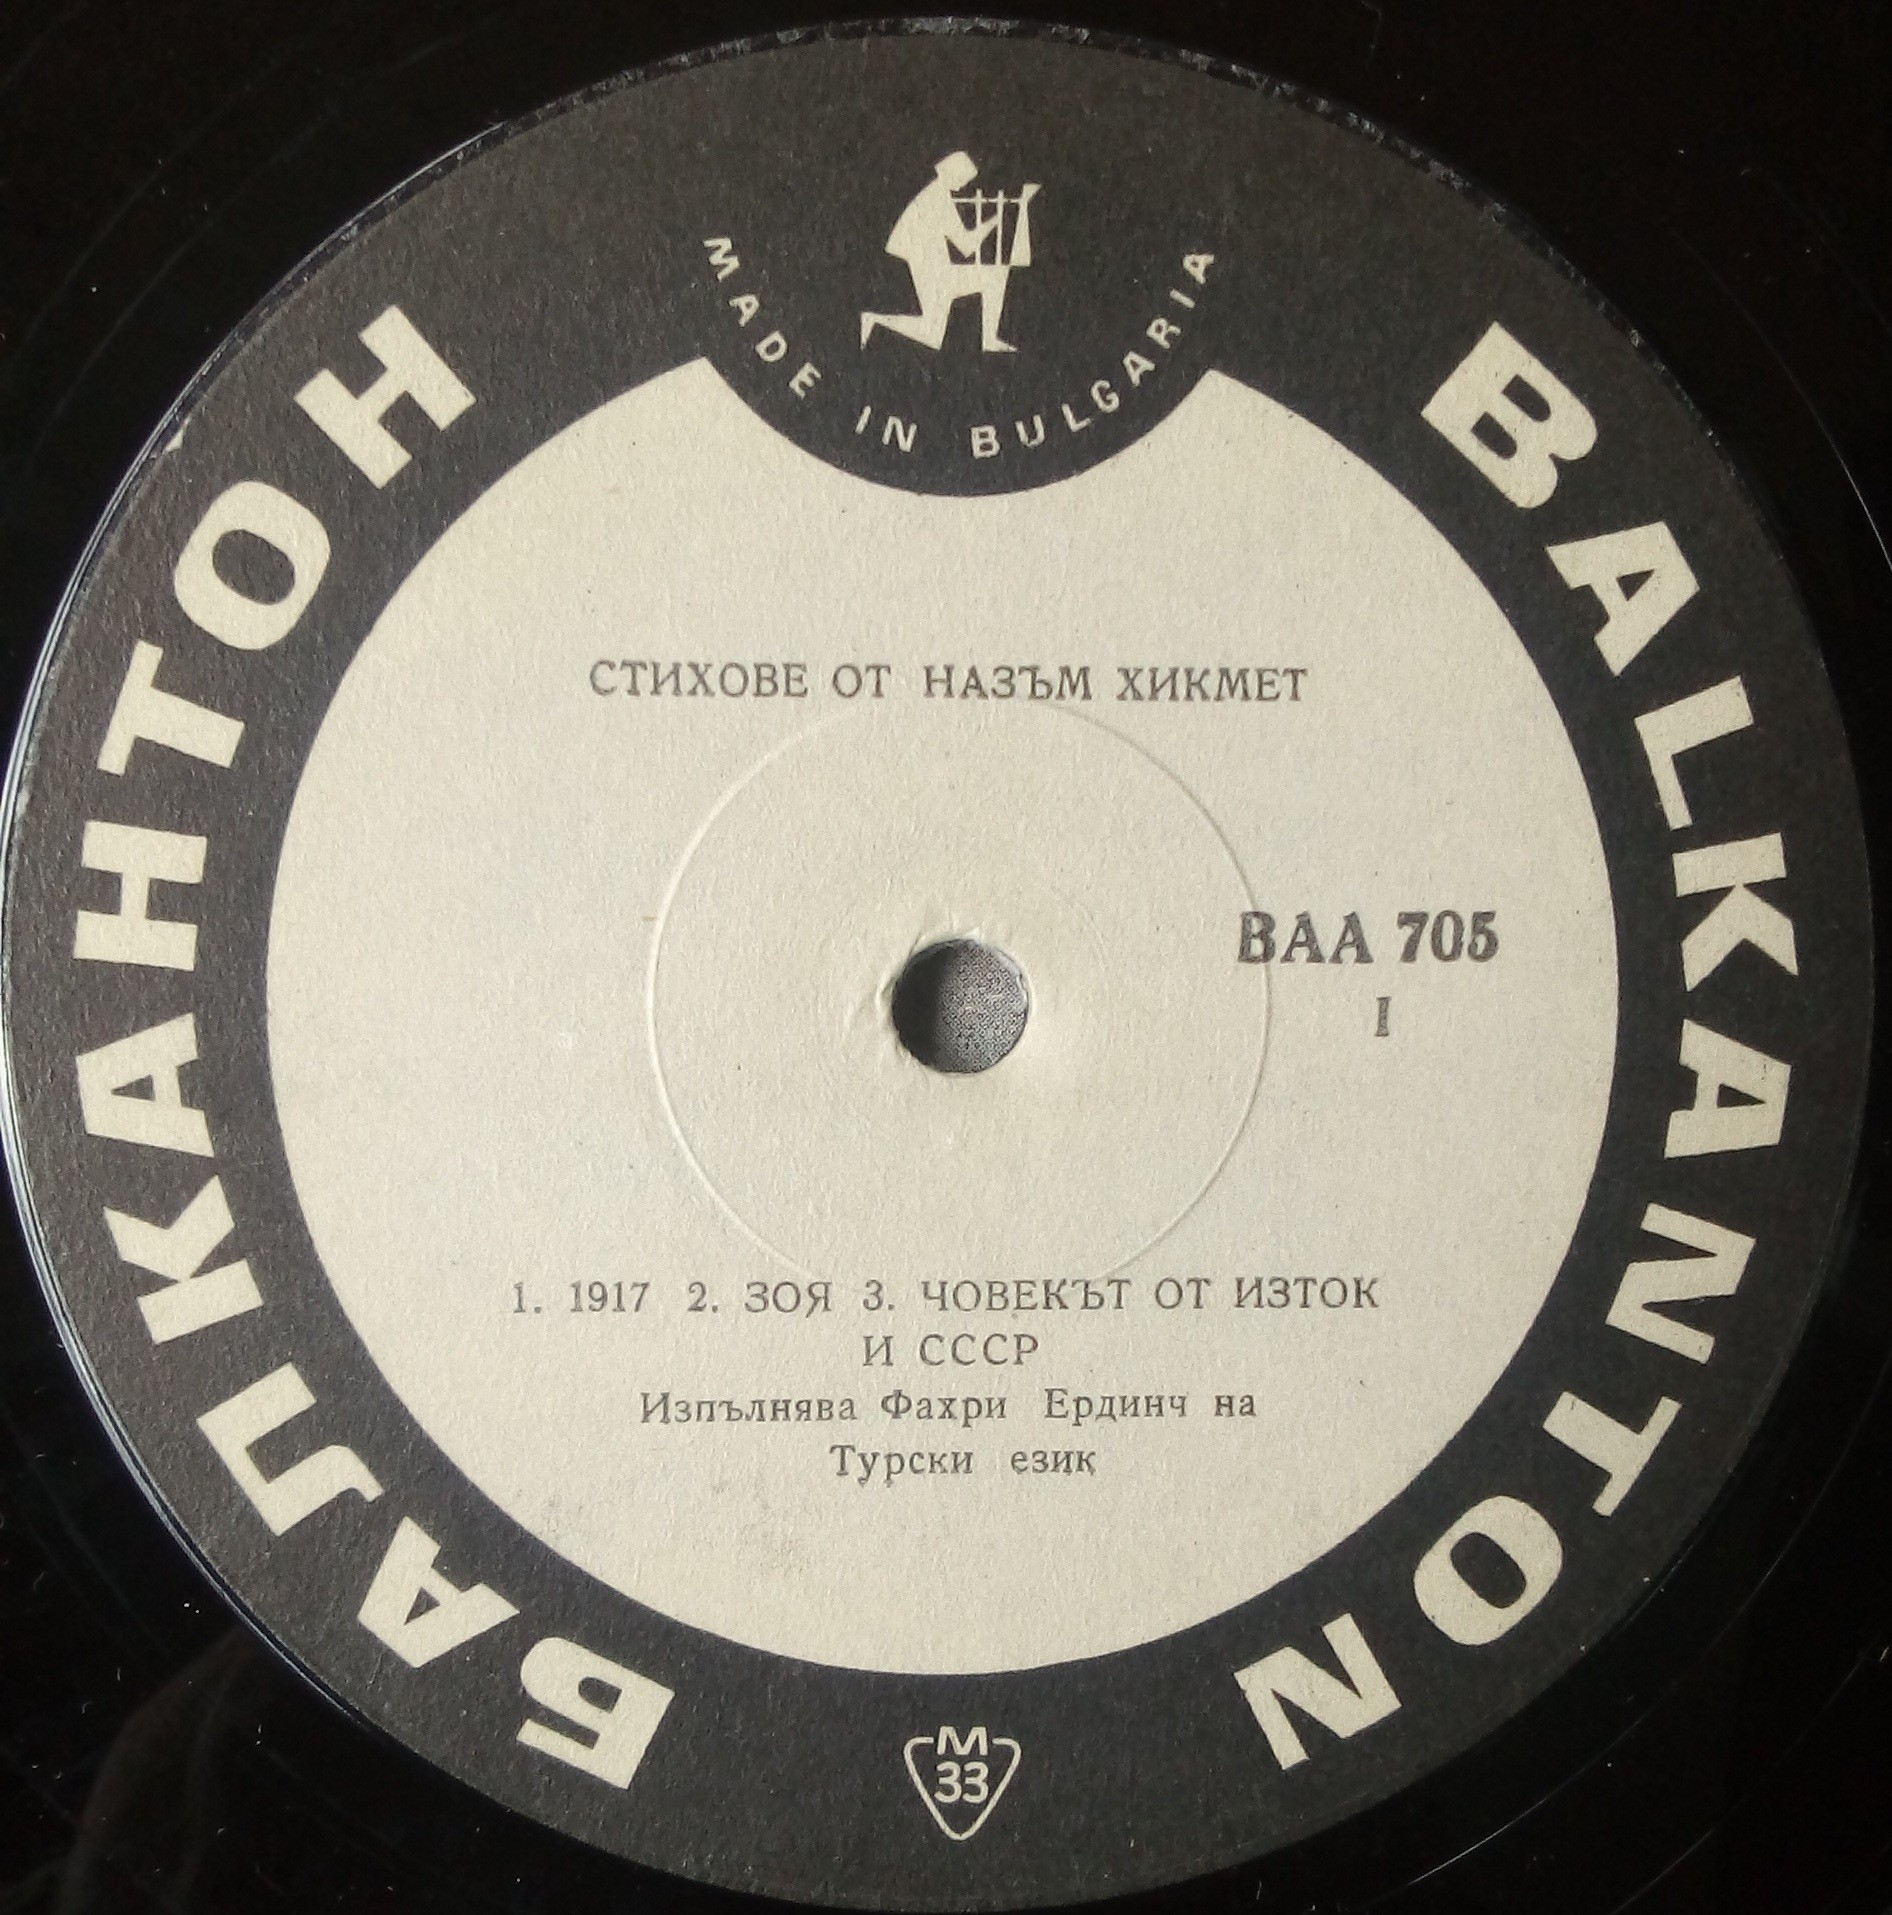 MADE IN BULGARIA
БАЛКАНТОН
BALKANTON
СТИХОВЕ ОТ НАЗЪМ ХИКМЕТ
ВАА 705
I
1. 1917 2. ЗОЯ 3. ЧОВЕКЪТ ОТ ИЗТОК
И СССР
Изпълнява Фахри Ердинч на
Турски език
M
33